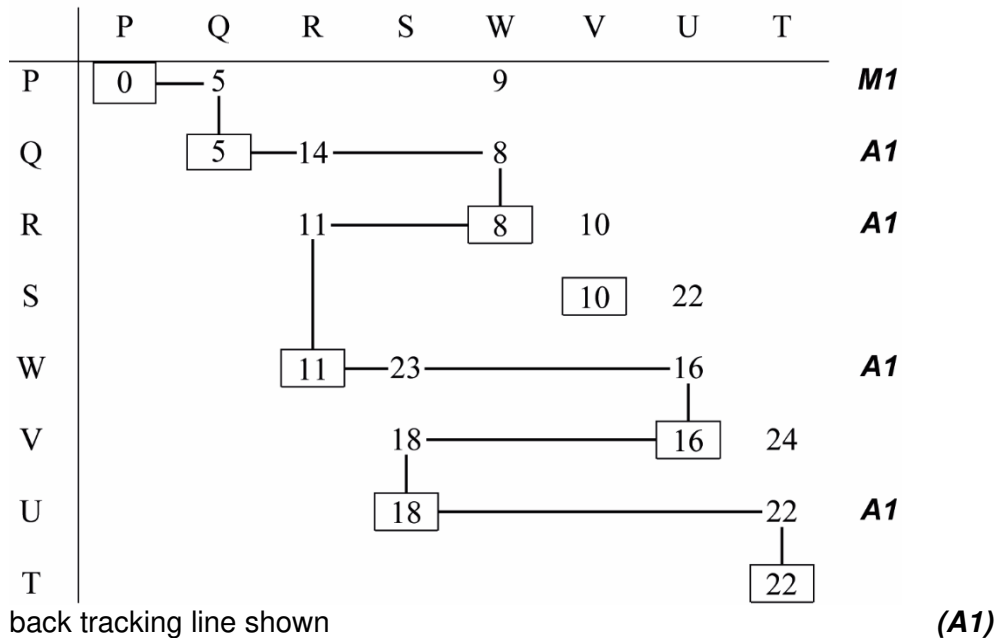 P Q R S W V U T
P 0 5 9 M1
Q 5 14 8 A1
R 11 8 10 A1
S 10 22
W 11 23 16 A1
V 18 16 24
U 18 22 A1
T 22
back tracking line shown (A1)